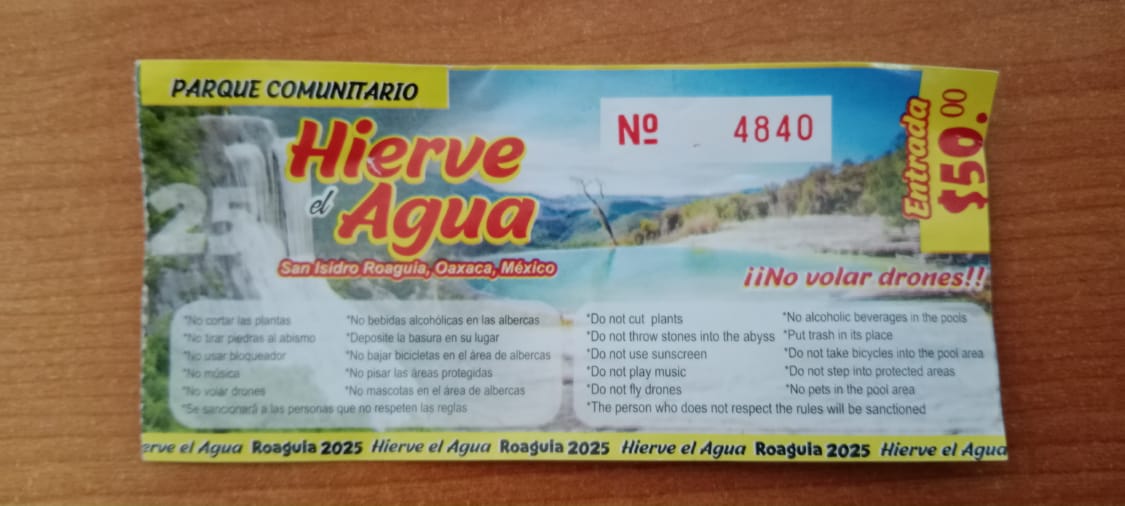 PARQUE COMUNITARIO
Hierve
el Agua
San Isidro Roaguia, Oaxaca, México
25
Nº 4840
Entrada
$50.00
¡¡No volar drones!!
*No cortar las plantas
*No tirar piedras al abismo
*No usar bloqueador
*No música
*No volar drones
*No bebidas alcohólicas en las albercas
*Deposite la basura en su lugar
*No bajar bicicletas en el área de albercas
*No pisar las áreas protegidas
*No mascotas en el área de albercas
*Se sancionará a las personas que no respeten las reglas
*Do not cut plants
*Do not throw stones into the abyss
*Do not use sunscreen
*Do not play music
*Do not fly drones
*No alcoholic beverages in the pools
*Put trash in its place
*Do not take bicycles into the pool area
*Do not step into protected areas
*No pets in the pool area
*The person who does not respect the rules will be sanctioned
erve el Agua Roaguia 2025 Hierve el Agua Roaguia 2025 Hierve el Agua Roaguia 2025 Hierve el Agua